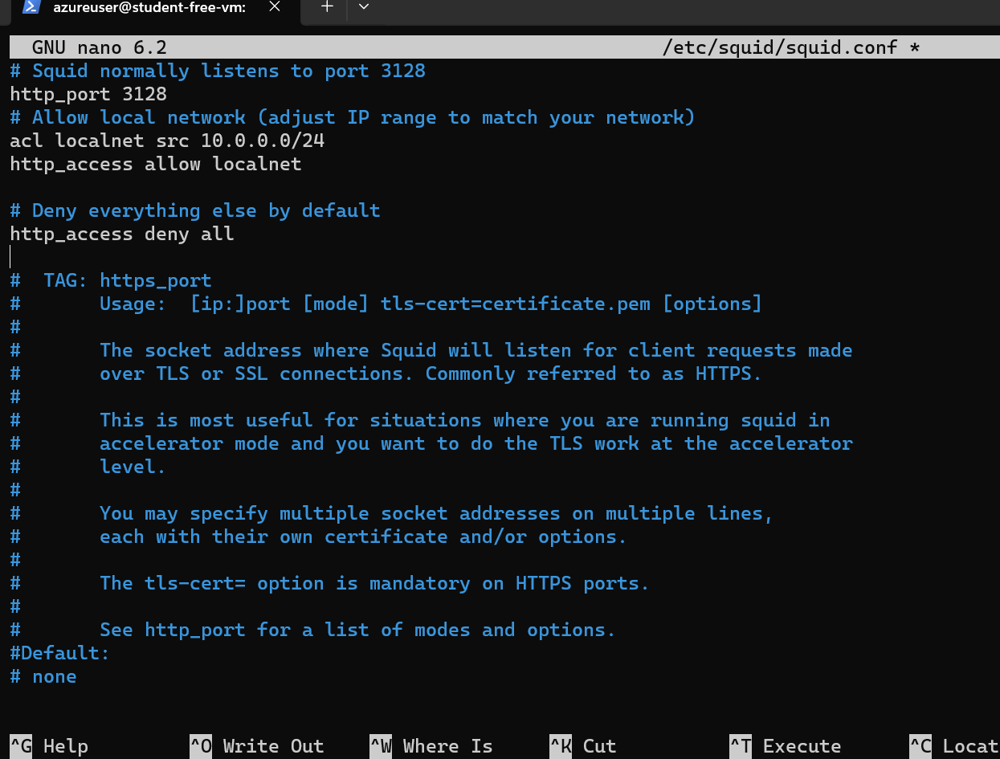 azureuser@student-free-vm:
GNU nano 6.2 /etc/squid/squid.conf *
# Squid normally listens to port 3128
http_port 3128
# Allow local network (adjust IP range to match your network)
acl localnet src 10.0.0.0/24
http_access allow localnet
# Deny everything else by default
http_access deny all
#  TAG: https_port
#       Usage:  [ip:]port [mode] tls-cert=certificate.pem [options]
#
#       The socket address where Squid will listen for client requests made
#       over TLS or SSL connections. Commonly referred to as HTTPS.
#
#       This is most useful for situations where you are running squid in
#       accelerator mode and you want to do the TLS work at the accelerator
#       level.
#
#       You may specify multiple socket addresses on multiple lines,
#       each with their own certificate and/or options.
#
#       The tls-cert= option is mandatory on HTTPS ports.
#
#       See http_port for a list of modes and options.
#Default:
# none
^G Help ^O Write Out ^W Where Is ^K Cut ^T Execute ^C Locat